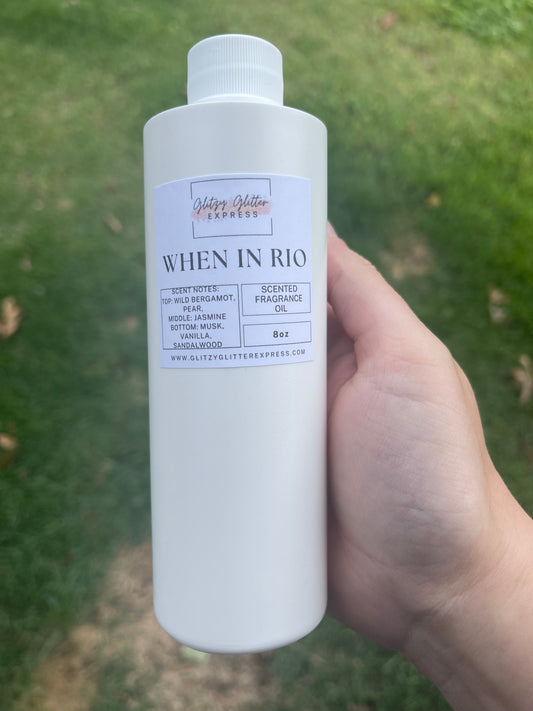 Glitzy Glitter
EXPRESS
WHEN IN RIO
SCENT NOTES:
TOP: WILD BERGAMOT,
PEAR,
MIDDLE: JASMINE
BOTTOM: MUSK,
VANILLA,
SANDALWOOD
SCENTED
FRAGRANCE
OIL
8oz
WWW.GLITZYGLITTEREXPRESS.COM